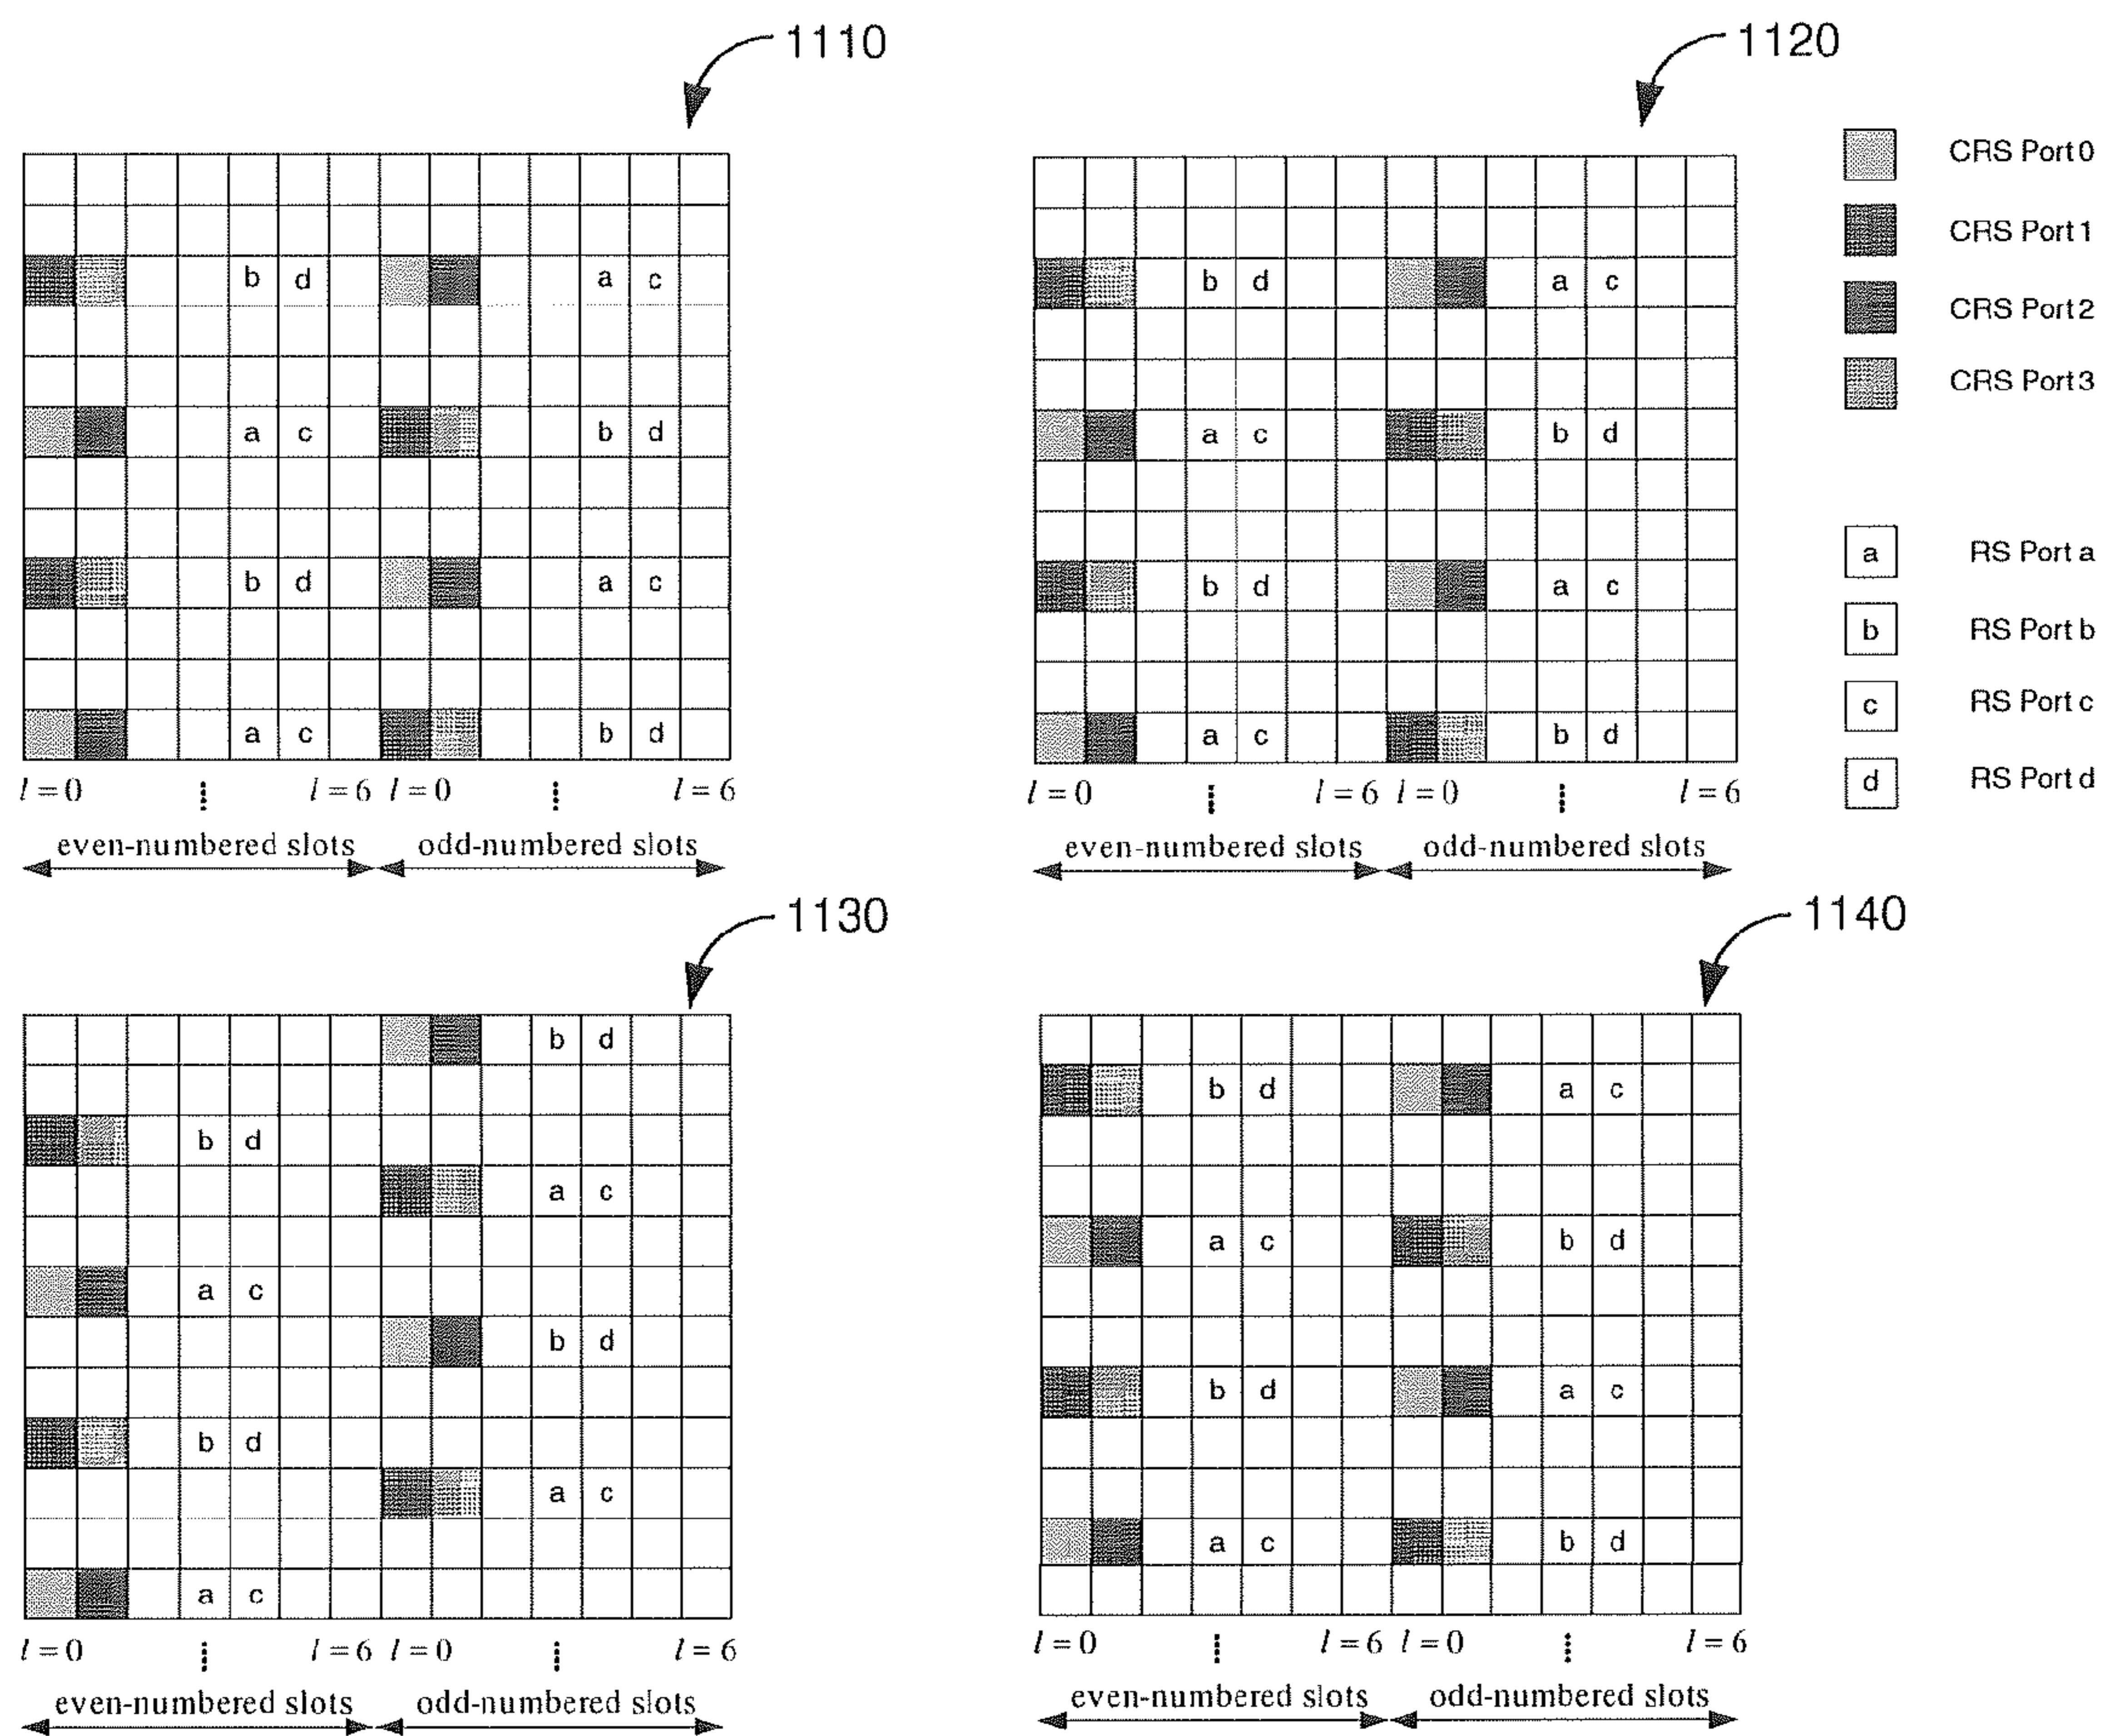 1110
b d a c
a c b d
b d a c
a c b d
l = 0 l = 6 l = 0 l = 6
even-numbered slots odd-numbered slots
1120
b d a c
a c b d
b d a c
a c b d
l = 0 l = 6 l = 0 l = 6
even-numbered slots odd-numbered slots
CRS Port 0
CRS Port 1
CRS Port 2
CRS Port 3
a RS Port a
b RS Port b
c RS Port c
d RS Port d
1130
b d
b d
a c
a c
b d
b d
a c
a c
l = 0 l = 6 l = 0 l = 6
even-numbered slots odd-numbered slots
1140
b d a c
a c b d
b d a c
a c b d
l = 0 l = 6 l = 0 l = 6
even-numbered slots odd-numbered slots